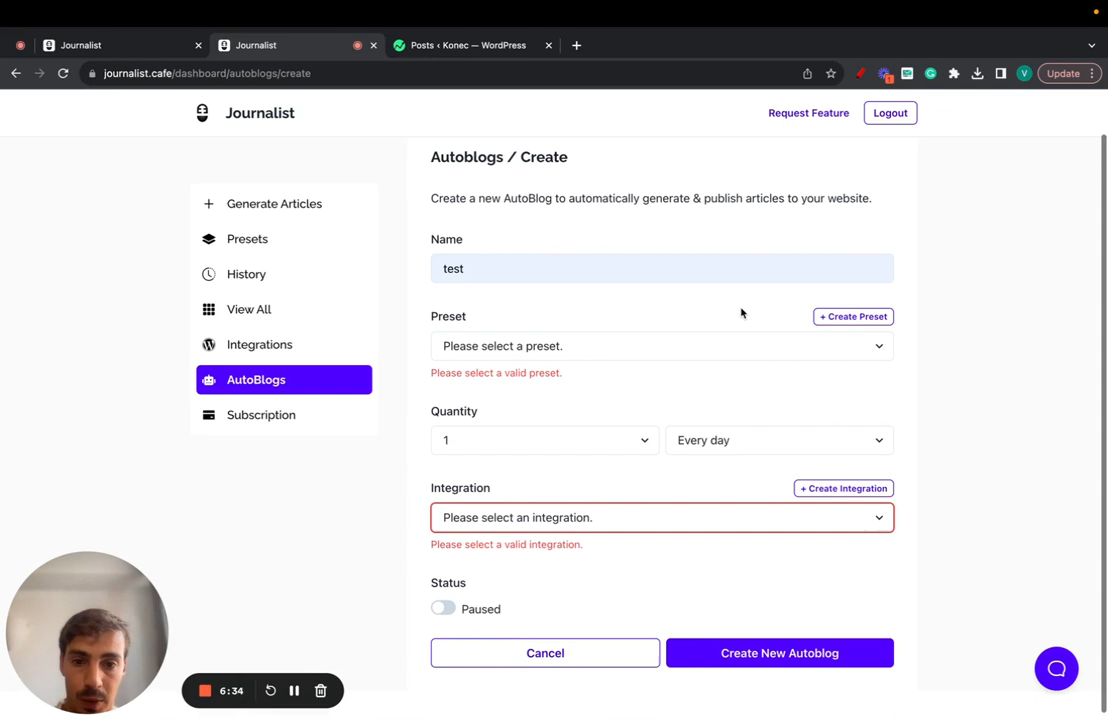 Journalist
Journalist
Posts ‹ Konec — WordPress
journalist.cafe/dashboard/autoblogs/create
1
V
Update
Journalist
Request Feature
Logout
Generate Articles
Presets
History
View All
Integrations
AutoBlogs
Subscription
Autoblogs / Create
Create a new AutoBlog to automatically generate & publish articles to your website.
Name
test
Preset
+ Create Preset
Please select a preset.
Please select a valid preset.
Quantity
1
Every day
Integration
+ Create Integration
Please select an integration.
Please select a valid integration.
Status
Paused
Cancel
Create New Autoblog
6:34